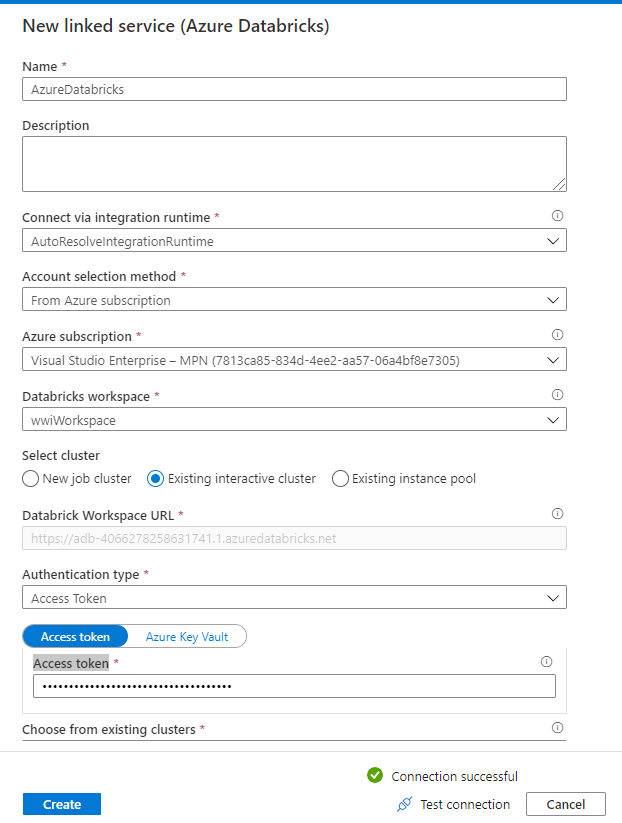 New linked service (Azure Databricks)
Name *
AzureDatabricks
Description
Connect via integration runtime *
AutoResolveIntegrationRuntime
Account selection method *
From Azure subscription
Azure subscription *
Visual Studio Enterprise – MPN (7813ca85-834d-4ee2-aa57-06a4bf8e7305)
Databricks workspace *
wwiWorkspace
Select cluster
New job cluster Existing interactive cluster Existing instance pool
Databrick Workspace URL *
https://adb-4066278258631741.1.azuredatabricks.net
Authentication type *
Access Token
Access token Azure Key Vault
Access token *
••••••••••••••••••••••••••••••••••••
Choose from existing clusters *
Connection successful
Create Test connection Cancel